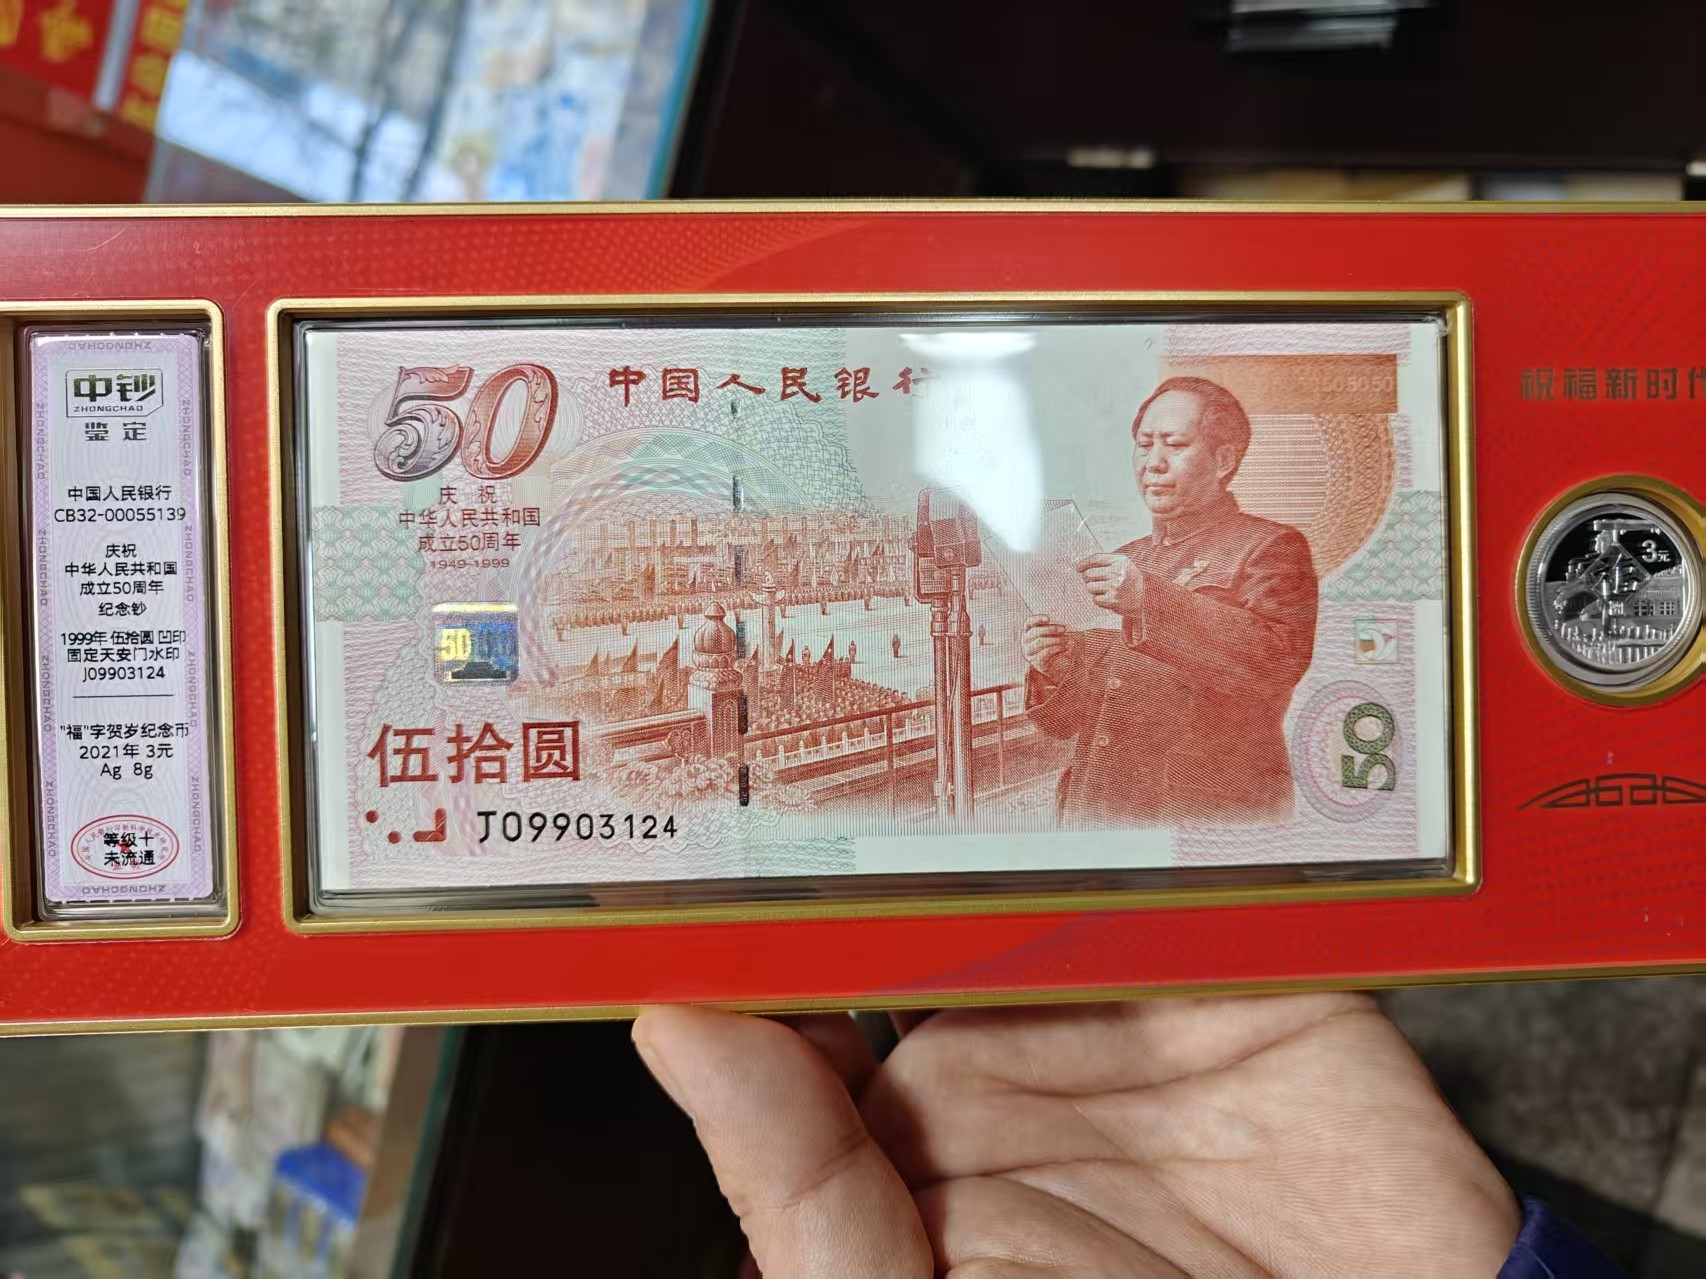 中钞
ZHONGCHAO
鉴定
中国人民银行
CB32-00055139
庆祝
中华人民共和国
成立50周年
纪念钞
1999年 伍拾圆 凹印
固定天安门水印
J09903124
"福"字贺岁纪念币
2021年 3元
Ag 8g
等级十
未流通
50
中国人民银行
庆祝
中华人民共和国
成立50周年
1949-1999
50
伍拾圆
J09903124
50
祝福新时代
3元
福